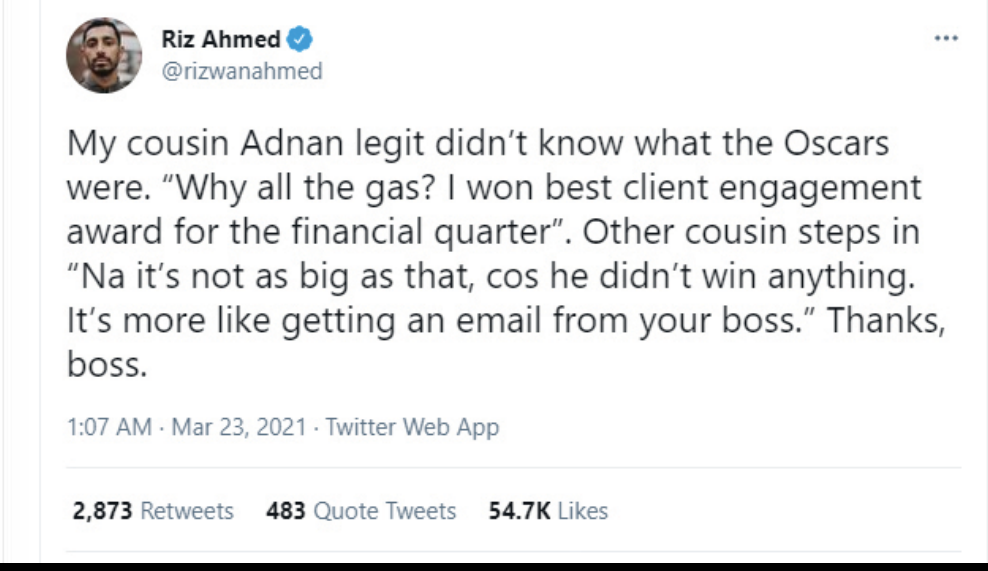 Riz Ahmed
@rizwanahmed
My cousin Adnan legit didn’t know what the Oscars
were. “Why all the gas? I won best client engagement
award for the financial quarter”. Other cousin steps in
“Na it’s not as big as that, cos he didn’t win anything.
It’s more like getting an email from your boss.” Thanks,
boss.
1:07 AM · Mar 23, 2021 · Twitter Web App
2,873 Retweets 483 Quote Tweets 54.7K Likes